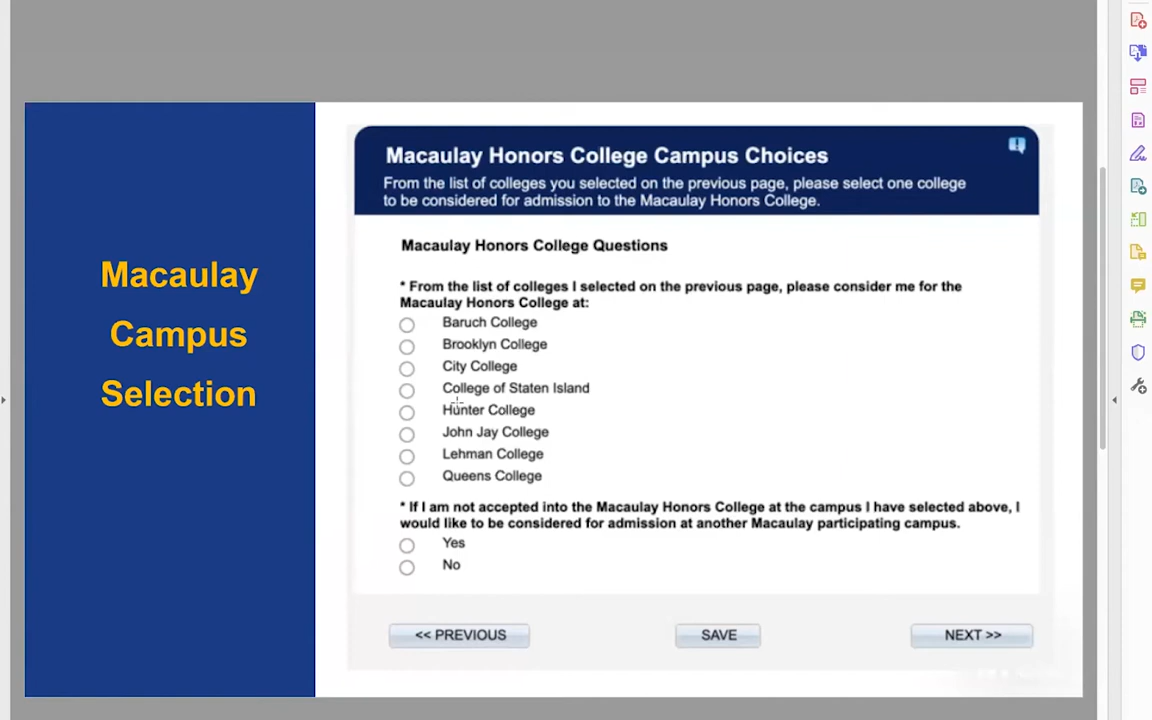 Macaulay
Campus
Selection
Macaulay Honors College Campus Choices
From the list of colleges you selected on the previous page, please select one college
to be considered for admission to the Macaulay Honors College.
Macaulay Honors College Questions
* From the list of colleges I selected on the previous page, please consider me for the
Macaulay Honors College at:
Baruch College
Brooklyn College
City College
College of Staten Island
Hunter College
John Jay College
Lehman College
Queens College
* If I am not accepted into the Macaulay Honors College at the campus I have selected above, I
would like to be considered for admission at another Macaulay participating campus.
Yes
No
<< PREVIOUS
SAVE
NEXT >>